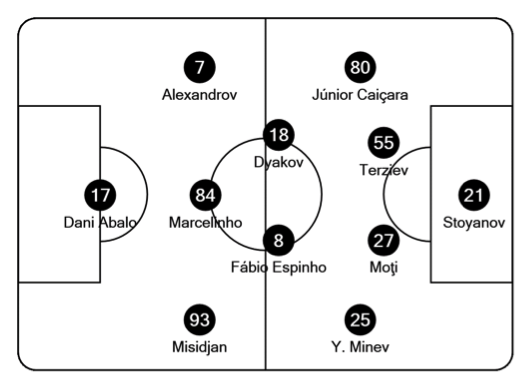 7
Alexandrov
80
Júnior Caiçara
18
Dyakov
55
Terziev
17
Dani Abalo
84
Marcelinho
21
Stoyanov
8
Fábio Espinho
27
Moţi
93
Misidjan
25
Y. Minev